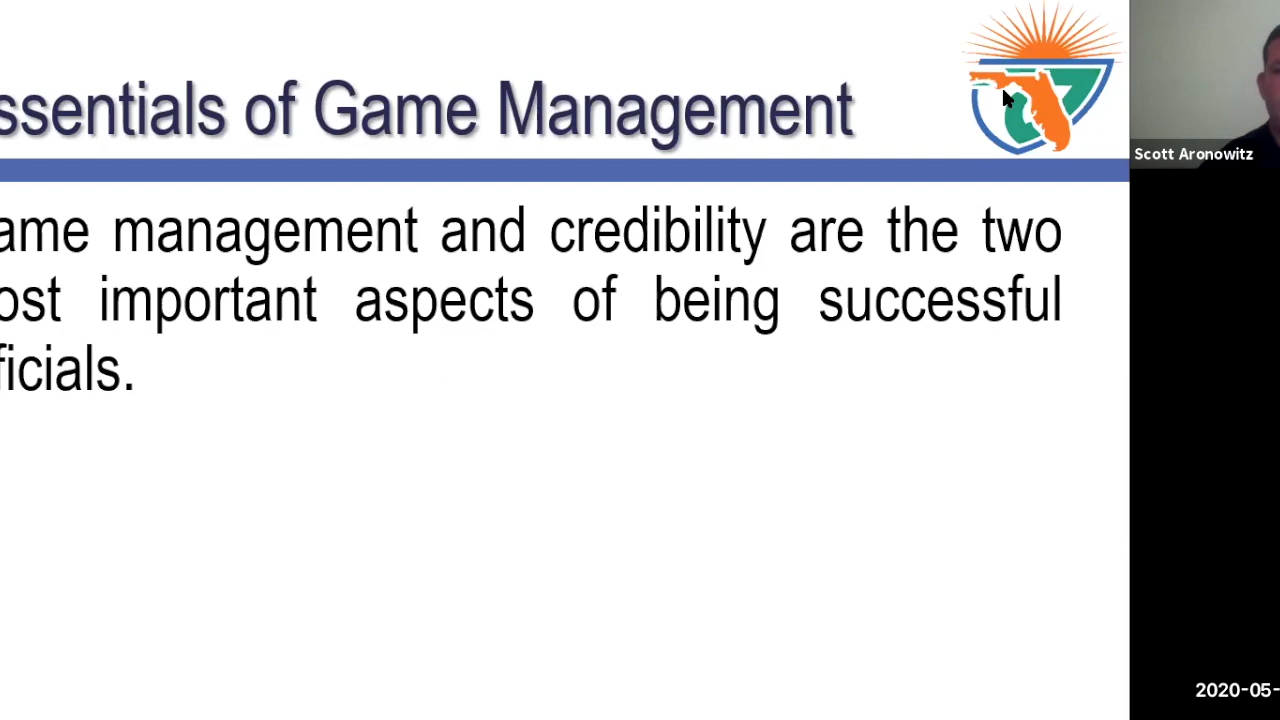 ssentials of Game Management
Scott Aronowitz
ame management and credibility are the two
ost important aspects of being successful
ficials.
2020-05-